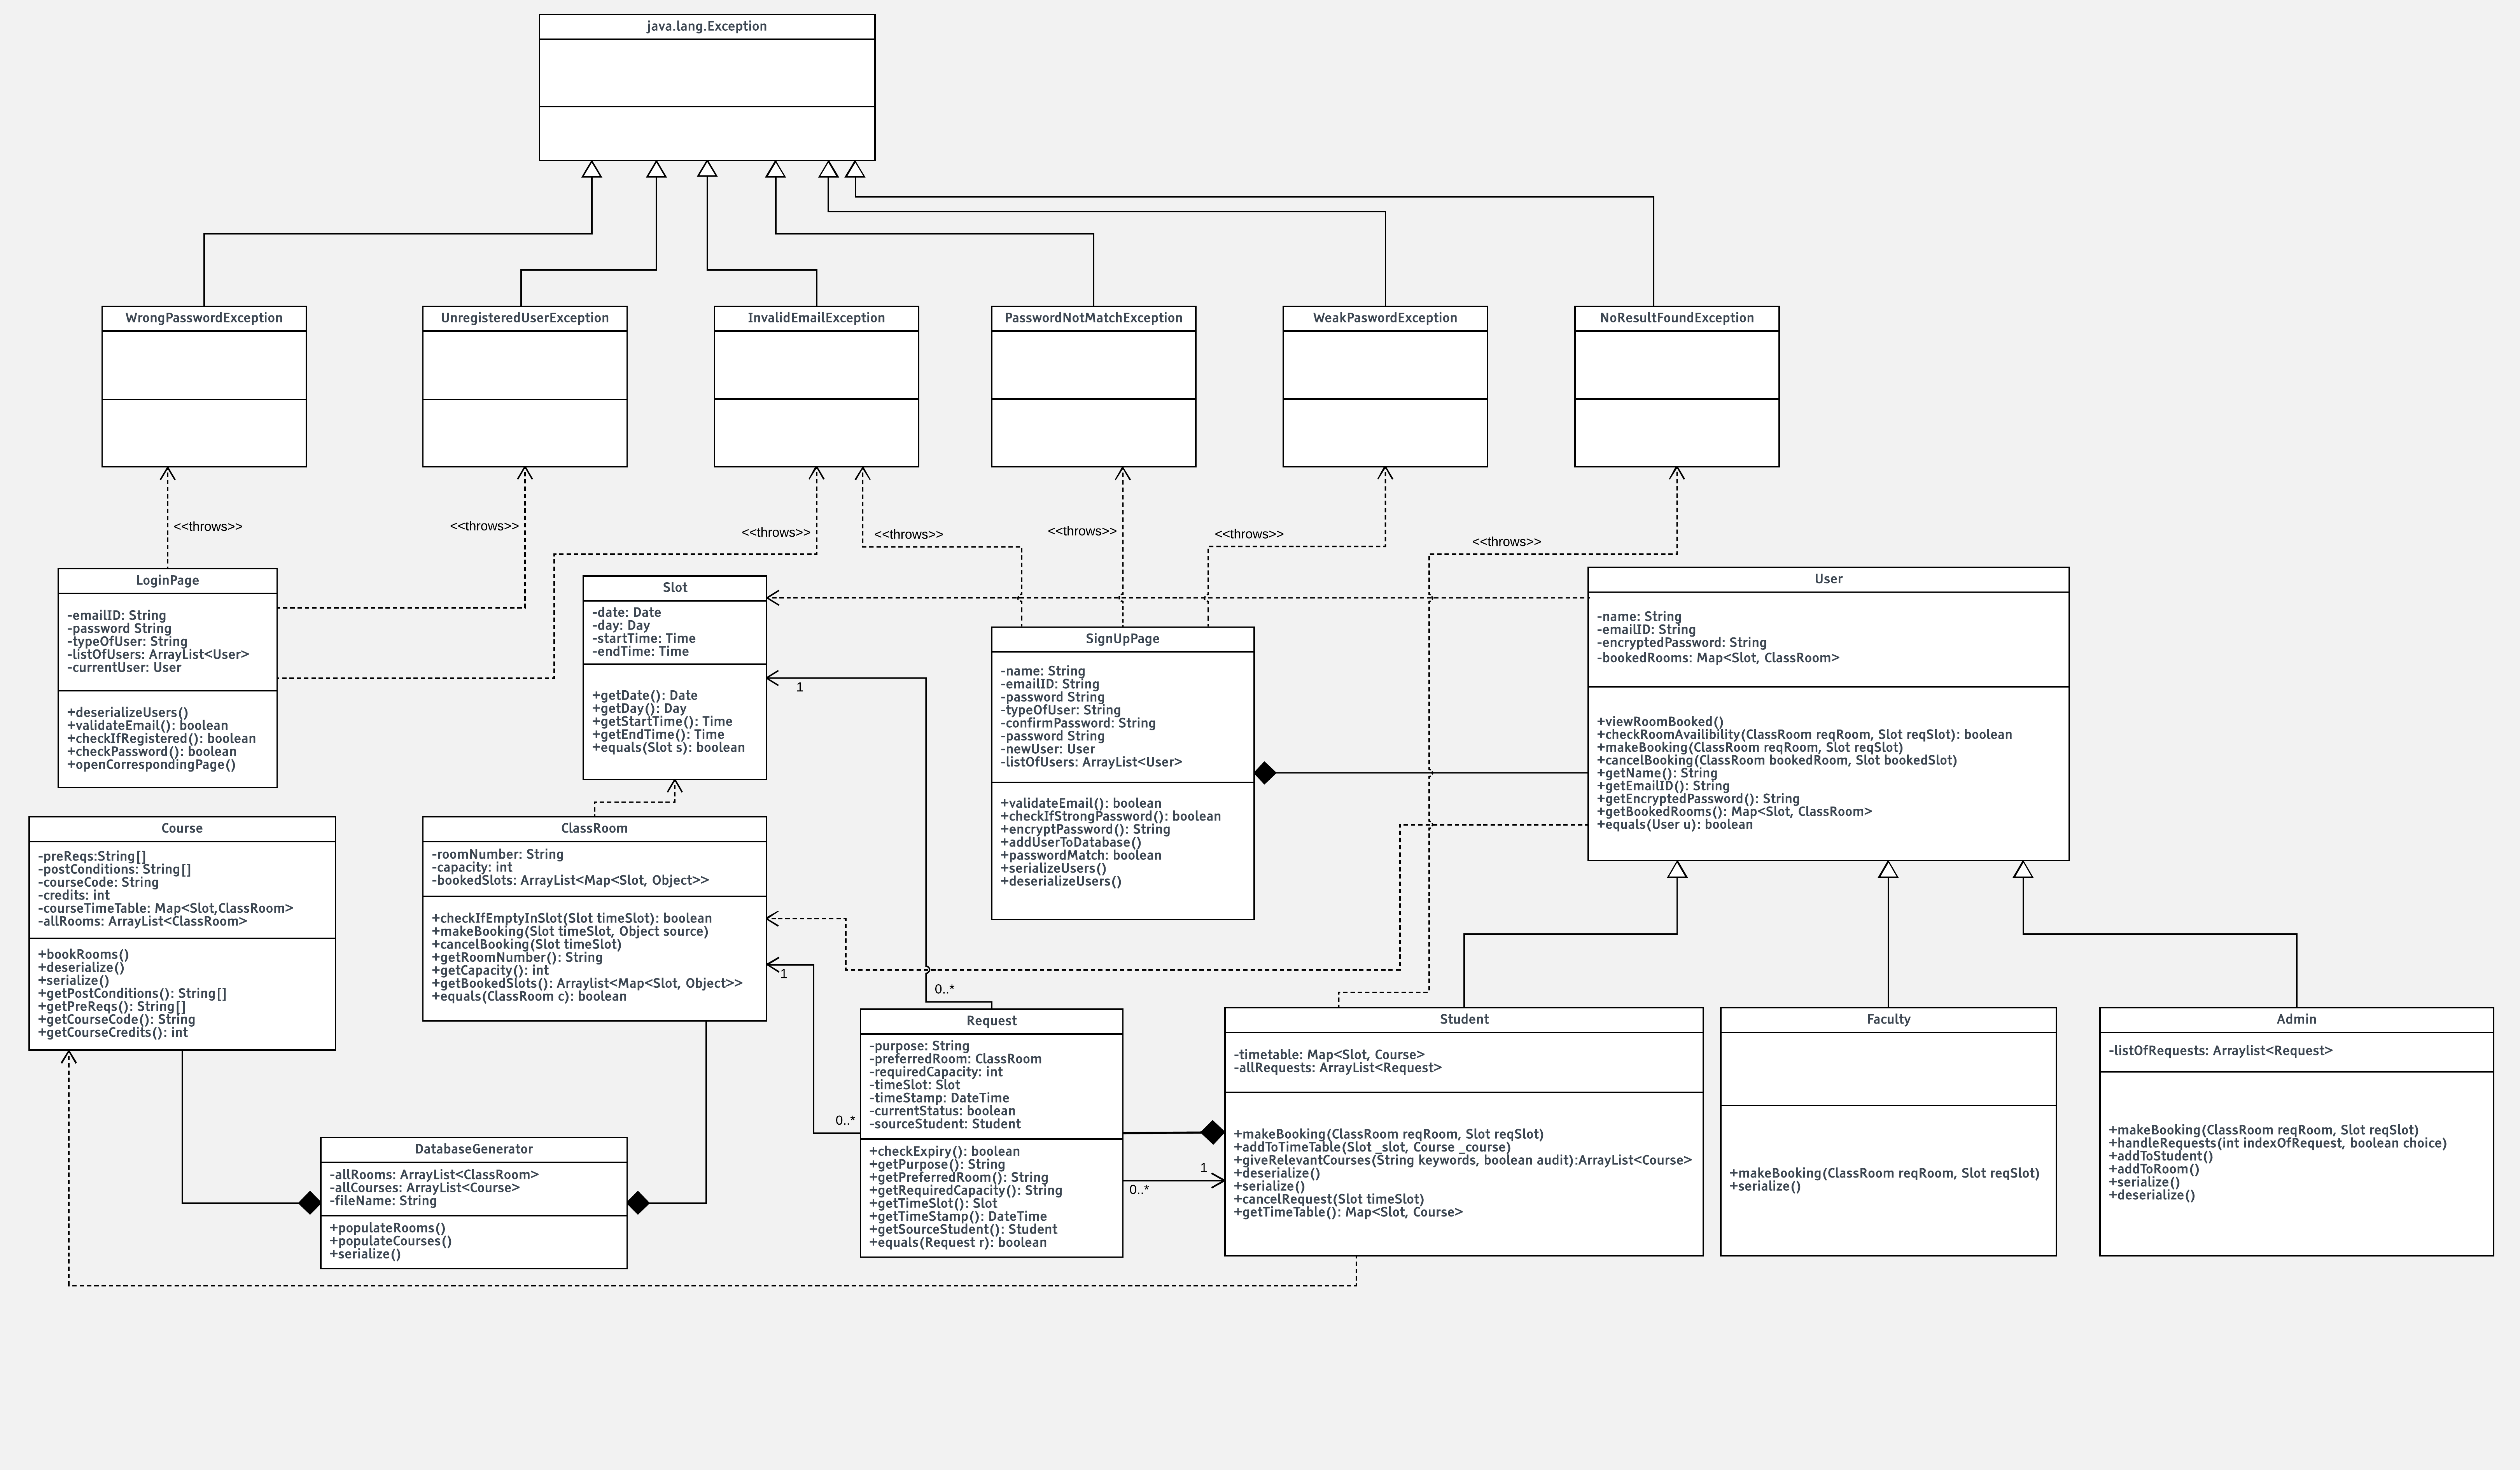 java.lang.Exception
WrongPasswordException
UnregisteredUserException
InvalidEmailException
PasswordNotMatchException
WeakPaswordException
NoResultFoundException
<<throws>>
<<throws>>
<<throws>>
<<throws>>
<<throws>>
<<throws>>
<<throws>>
LoginPage
-emailID: String
-password String
-typeOfUser: String
-listOfUsers: ArrayList<User>
-currentUser: User
+deserializeUsers()
+validateEmail(): boolean
+checkIfRegistered(): boolean
+checkPassword(): boolean
+openCorrespondingPage()
Slot
-date: Date
-day: Day
-startTime: Time
-endTime: Time
+getDate(): Date
+getDay(): Day
+getStartTime(): Time
+getEndTime(): Time
+equals(Slot s): boolean
1
SignUpPage
-name: String
-emailID: String
-password String
-typeOfUser: String
-confirmPassword: String
-password String
-newUser: User
-listOfUsers: ArrayList<User>
+validateEmail(): boolean
+checkIfStrongPassword(): boolean
+encryptPassword(): String
+addUserToDatabase()
+passwordMatch: boolean
+serializeUsers()
+deserializeUsers()
User
-name: String
-emailID: String
-encryptedPassword: String
-bookedRooms: Map<Slot, ClassRoom>
+viewRoomBooked()
+checkRoomAvailibility(ClassRoom reqRoom, Slot reqSlot): boolean
+makeBooking(ClassRoom reqRoom, Slot reqSlot)
+cancelBooking(ClassRoom bookedRoom, Slot bookedSlot)
+getName(): String
+getEmailID(): String
+getEncryptedPassword(): String
+getBookedRooms(): Map<Slot, ClassRoom>
+equals(User u): boolean
Course
-preReqs:String[]
-postConditions: String[]
-courseCode: String
-credits: int
-courseTimeTable: Map<Slot,ClassRoom>
-allRooms: ArrayList<ClassRoom>
+bookRooms()
+deserialize()
+serialize()
+getPostConditions(): String[]
+getPreReqs(): String[]
+getCourseCode(): String
+getCourseCredits(): int
ClassRoom
-roomNumber: String
-capacity: int
-bookedSlots: ArrayList<Map<Slot, Object>>
+checkIfEmptyInSlot(Slot timeSlot): boolean
+makeBooking(Slot timeSlot, Object source)
+cancelBooking(Slot timeSlot)
+getRoomNumber(): String
+getCapacity(): int
+getBookedSlots(): Arraylist<Map<Slot, Object>>
+equals(ClassRoom c): boolean
1
0..*
0..*
Request
-purpose: String
-preferredRoom: ClassRoom
-requiredCapacity: int
-timeSlot: Slot
-timeStamp: DateTime
-currentStatus: boolean
-sourceStudent: Student
+checkExpiry(): boolean
+getPurpose(): String
+getPreferredRoom(): String
+getRequiredCapacity(): String
+getTimeSlot(): Slot
+getTimeStamp(): DateTime
+getSourceStudent(): Student
+equals(Request r): boolean
1
0..*
Student
-timetable: Map<Slot, Course>
-allRequests: ArrayList<Request>
+makeBooking(ClassRoom reqRoom, Slot reqSlot)
+addToTimeTable(Slot _slot, Course _course)
+giveRelevantCourses(String keywords, boolean audit):ArrayList<Course>
+deserialize()
+serialize()
+cancelRequest(Slot timeSlot)
+getTimeTable(): Map<Slot, Course>
Faculty
+makeBooking(ClassRoom reqRoom, Slot reqSlot)
+serialize()
Admin
-listOfRequests: Arraylist<Request>
+makeBooking(ClassRoom reqRoom, Slot reqSlot)
+handleRequests(int indexOfRequest, boolean choice)
+addToStudent()
+addToRoom()
+serialize()
+deserialize()
DatabaseGenerator
-allRooms: ArrayList<ClassRoom>
-allCourses: ArrayList<Course>
-fileName: String
+populateRooms()
+populateCourses()
+serialize()